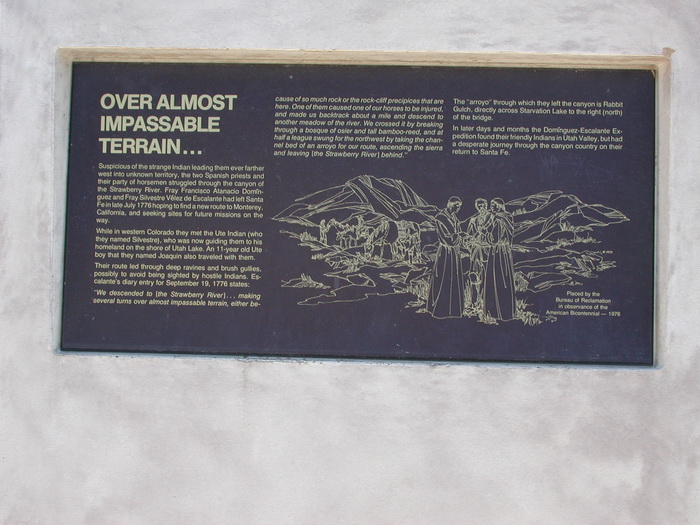 OVER ALMOST
IMPASSABLE
TERRAIN...
Suspicious of the strange Indian leading them ever farther
west into unknown territory, the two Spanish priests and
their party of horsemen struggled through the canyon of
the Strawberry River. Fray Francisco Atanacio Domín-
guez and Fray Silvestre Vélez de Escalante had left Santa
Fe in late July 1776 hoping to find a new route to Monterey,
California, and seeking sites for future missions on the
way.
While in western Colorado they met the Ute Indian (who
they named Silvestre), who was now guiding them to his
homeland on the shore of Utah Lake. An 11-year old Ute
boy that they named Joaquin also traveled with them.
Their route led through deep ravines and brush gullies,
possibly to avoid being sighted by hostile Indians. Es-
calante's diary entry for September 19, 1776 states:
"We descended to [the Strawberry River] ... making
several turns over almost impassable terrain, either be-
cause of so much rock or the rock-cliff precipices that are
here. One of them caused one of our horses to be injured,
and made us backtrack about a mile and descend to
another meadow of the river. We crossed it by breaking
through a bosque of osier and tall bamboo-reed, and at
half a league swung for the northwest by taking the chan-
nel bed of an arroyo for our route, ascending the sierra
and leaving [the Strawberry River] behind."
The "arroyo" through which they left the canyon is Rabbit
Gulch, directly across Starvation Lake to the right (north)
of the bridge.
In later days and months the Domínguez-Escalante Ex-
pedition found their friendly Indians in Utah Valley, but had
a desperate journey through the canyon country on their
return to Santa Fe.
Placed by the
Bureau of Reclamation
in observance of the
American Bicentennial — 1976